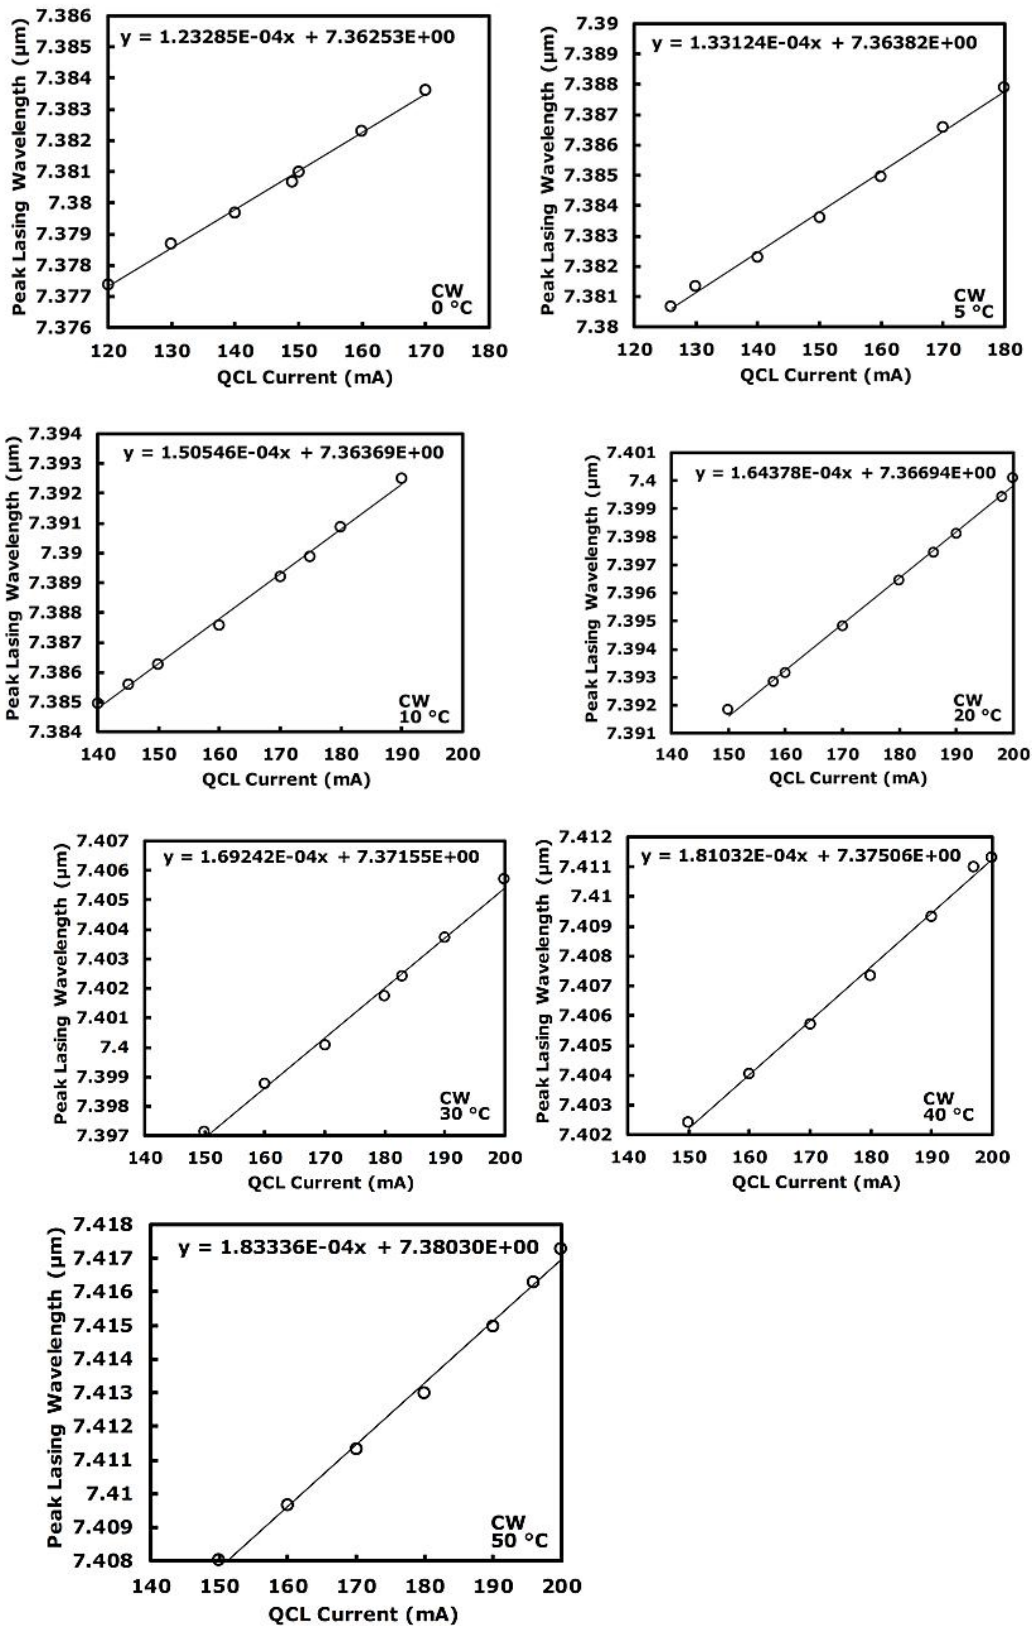 y = 1.23285E-04x + 7.36253E+00
Peak Lasing Wavelength (µm)
7.386
7.385
7.384
7.383
7.382
7.381
7.38
7.379
7.378
7.377
7.376
CW
0 °C
120 130 140 150 160 170 180
QCL Current (mA)
y = 1.33124E-04x + 7.36382E+00
Peak Lasing Wavelength (µm)
7.39
7.389
7.388
7.387
7.386
7.385
7.384
7.383
7.382
7.381
7.38
CW
5 °C
120 130 140 150 160 170 180
QCL Current (mA)
y = 1.50546E-04x + 7.36369E+00
Peak Lasing Wavelength (µm)
7.394
7.393
7.392
7.391
7.39
7.389
7.388
7.387
7.386
7.385
7.384
CW
10 °C
140 150 160 170 180 190 200
QCL Current (mA)
y = 1.64378E-04x + 7.36694E+00
Peak Lasing Wavelength (µm)
7.401
7.4
7.399
7.398
7.397
7.396
7.395
7.394
7.393
7.392
7.391
CW
20 °C
140 150 160 170 180 190 200
QCL Current (mA)
y = 1.69242E-04x + 7.37155E+00
Peak Lasing Wavelength (µm)
7.407
7.406
7.405
7.404
7.403
7.402
7.401
7.4
7.399
7.398
7.397
CW
30 °C
140 150 160 170 180 190 200
QCL Current (mA)
y = 1.81032E-04x + 7.37506E+00
Peak Lasing Wavelength (µm)
7.412
7.411
7.41
7.409
7.408
7.407
7.406
7.405
7.404
7.403
7.402
CW
40 °C
140 150 160 170 180 190 200
QCL Current (mA)
y = 1.83336E-04x + 7.38030E+00
Peak Lasing Wavelength (µm)
7.418
7.417
7.416
7.415
7.414
7.413
7.412
7.411
7.41
7.409
7.408
CW
50 °C
140 150 160 170 180 190 200
QCL Current (mA)